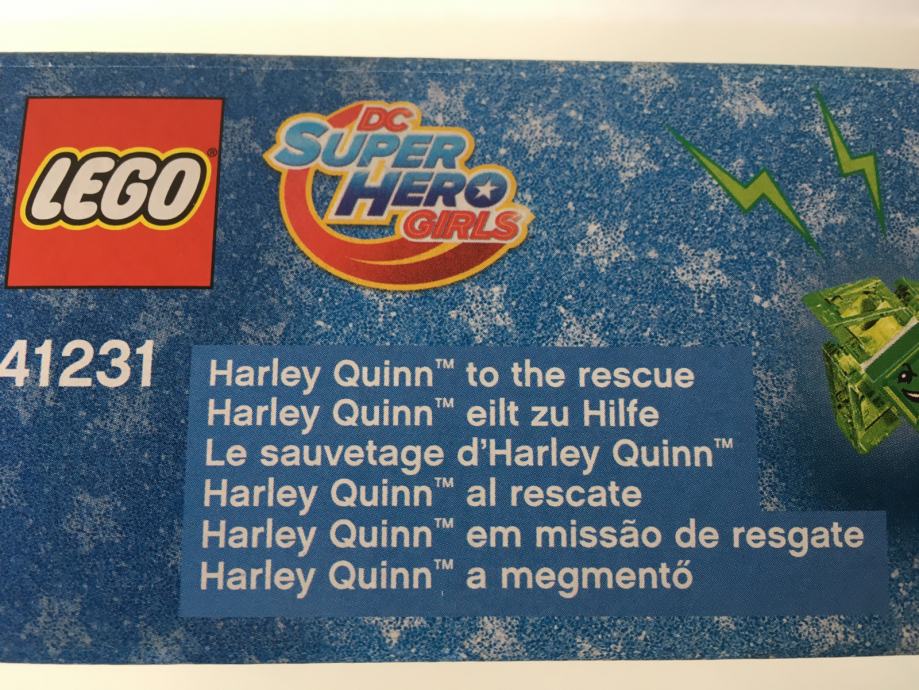 LEGO®
DC
SUPER
HERO
GIRLS
41231
Harley Quinn™ to the rescue
Harley Quinn™ eilt zu Hilfe
Le sauvetage d'Harley Quinn™
Harley Quinn™ al rescate
Harley Quinn™ em missão de resgate
Harley Quinn™ a megmentő